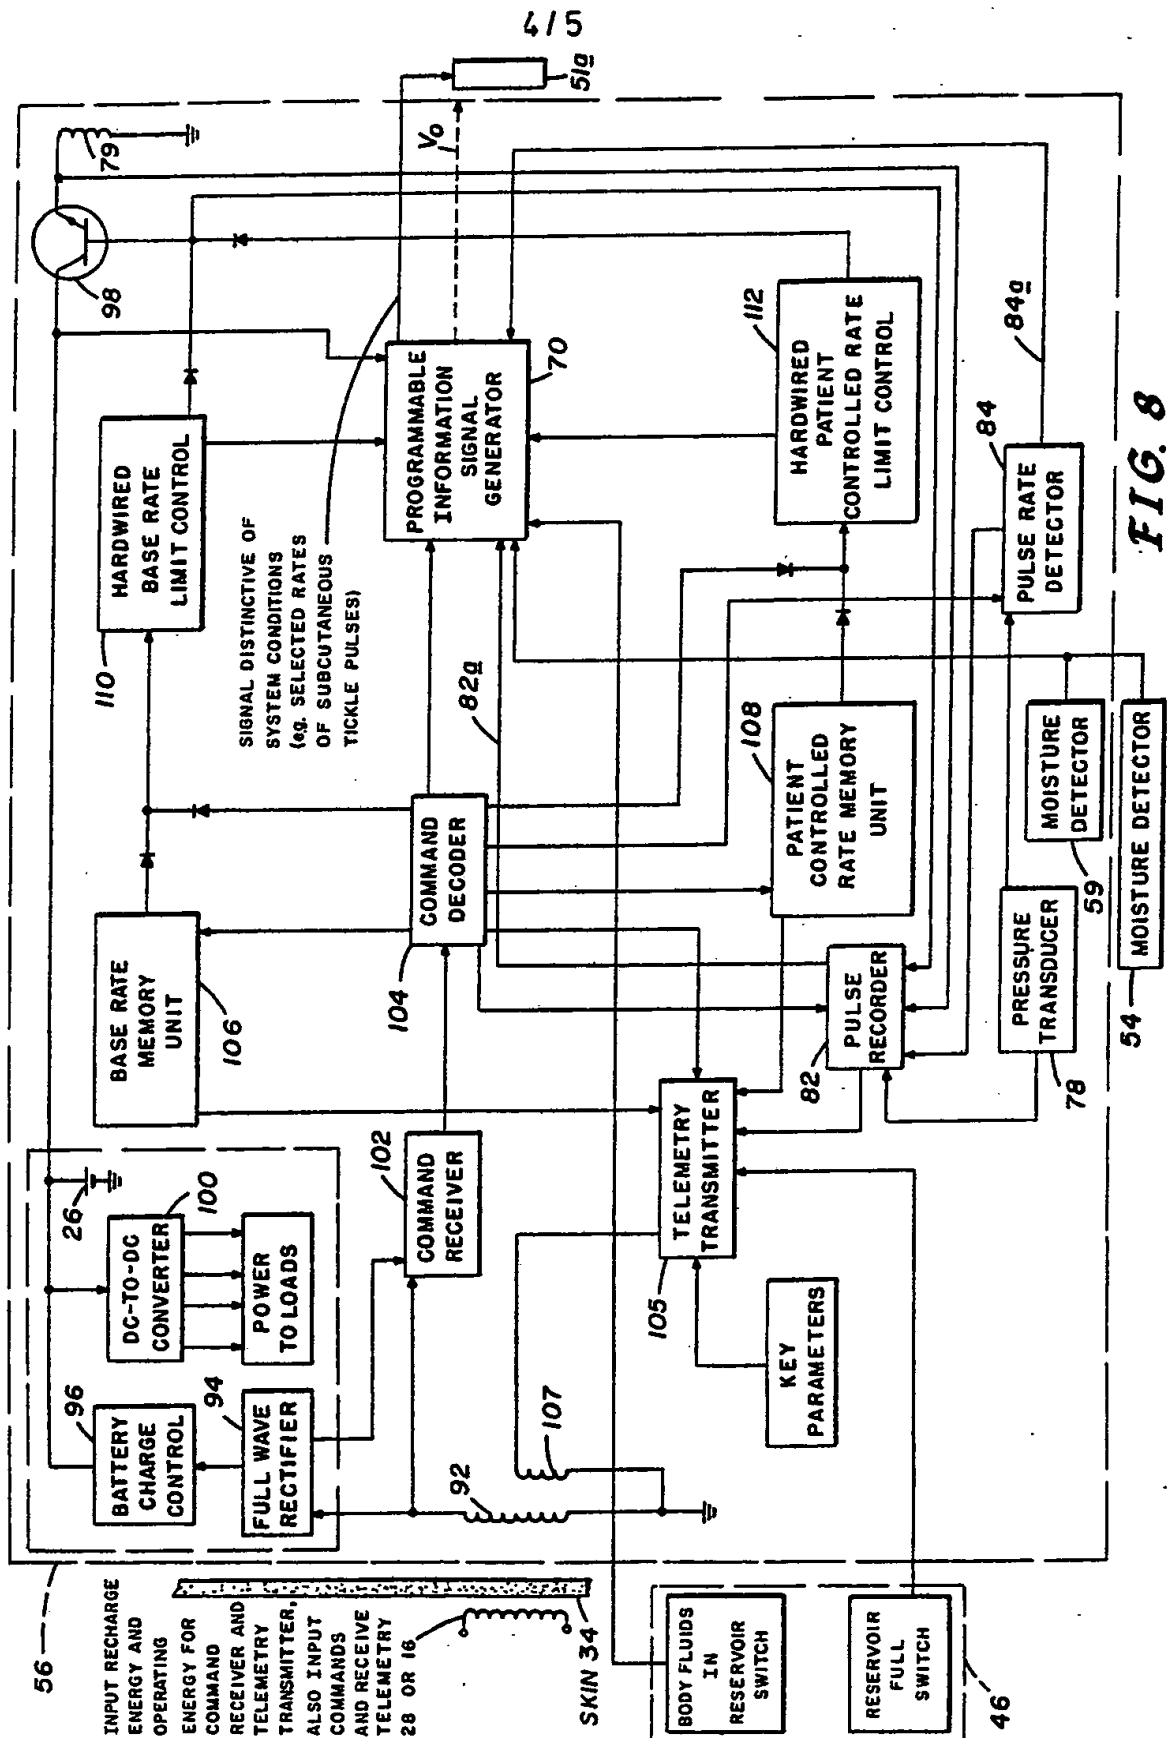 4/5
56
INPUT RECHARGE
ENERGY AND
OPERATING
ENERGY FOR
COMMAND
RECEIVER AND
TELEMETRY
TRANSMITTER,
ALSO INPUT
COMMANDS
AND RECEIVE
TELEMETRY
28 OR 16
SKIN 34
BODY FLUIDS
IN
RESERVOIR
SWITCH
RESERVOIR
FULL
SWITCH
46
96
BATTERY
CHARGE
CONTROL
94
FULL WAVE
RECTIFIER
26
100
DC-TO-DC
CONVERTER
POWER
TO LOADS
92
107
102
COMMAND
RECEIVER
105
TELEMETRY
TRANSMITTER
KEY
PARAMETERS
BASE RATE
MEMORY
UNIT
106
104
COMMAND
DECODER
82
PULSE
RECORDER
PRESSURE
TRANSDUCER
78
54
MOISTURE DETECTOR
59
MOISTURE
DETECTOR
108
PATIENT
CONTROLLED
RATE MEMORY
UNIT
82a
110
HARDWIRED
BASE RATE
LIMIT CONTROL
SIGNAL DISTINCTIVE OF
SYSTEM CONDITIONS
(eg. SELECTED RATES
OF SUBCUTANEOUS
TICKLE PULSES)
PROGRAMMABLE
INFORMATION
SIGNAL
GENERATOR
70
HARDWIRED
PATIENT
CONTROLLED RATE
LIMIT CONTROL
112
PULSE RATE
DETECTOR
84
84a
98
79
Vo
51a
FIG. 8